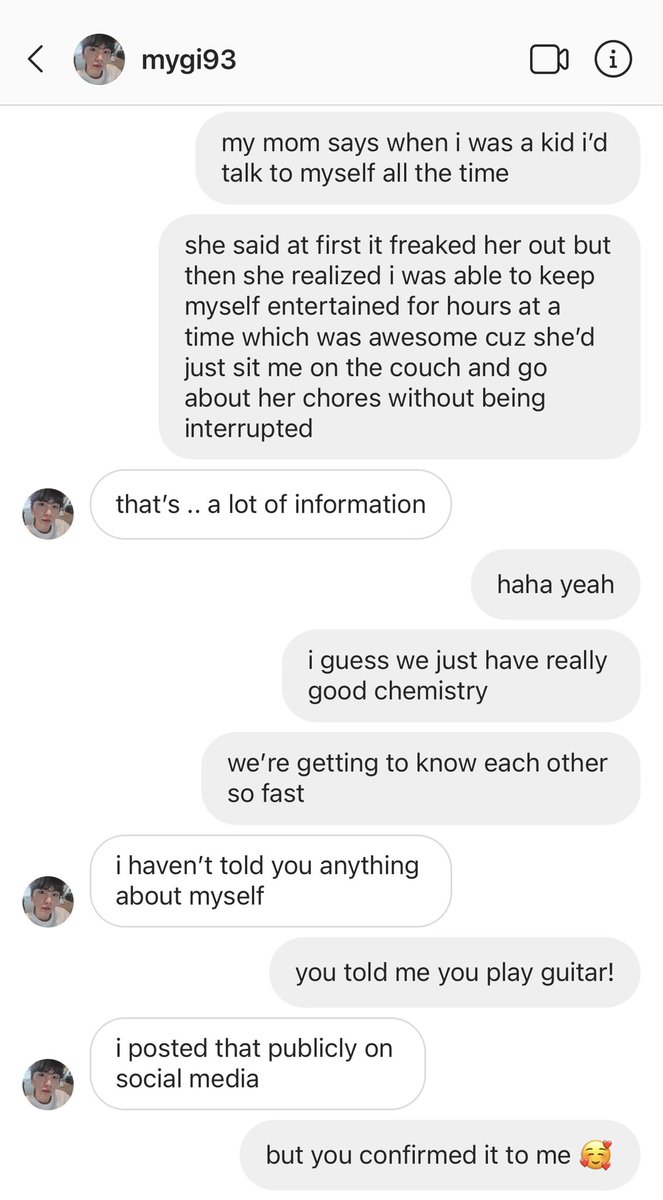 mygi93
my mom says when i was a kid i’d
talk to myself all the time
she said at first it freaked her out but
then she realized i was able to keep
myself entertained for hours at a
time which was awesome cuz she’d
just sit me on the couch and go
about her chores without being
interrupted
that’s .. a lot of information
haha yeah
i guess we just have really
good chemistry
we’re getting to know each other
so fast
i haven’t told you anything
about myself
you told me you play guitar!
i posted that publicly on
social media
but you confirmed it to me 🥰